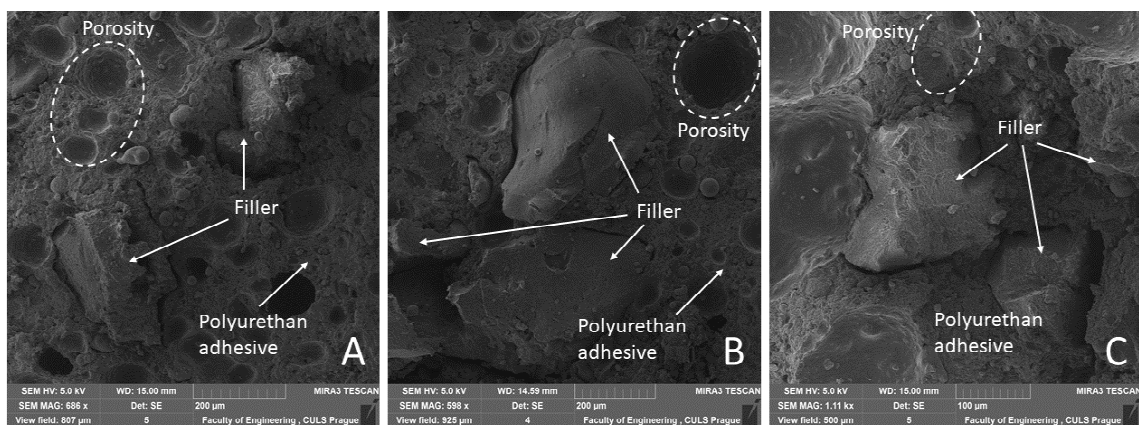 Porosity
Filler
Polyurethan
adhesive
A
SEM HV: 5.0 kV WD: 15.00 mm MIRA3 TESCAN
SEM MAG: 686 x Det: SE 200 µm
View field: 807 µm 5 Faculty of Engineering , CULS Prague
Porosity
Filler
Polyurethan
adhesive
B
SEM HV: 5.0 kV WD: 14.59 mm MIRA3 TESCAN
SEM MAG: 598 x Det: SE 200 µm
View field: 925 µm 4 Faculty of Engineering , CULS Prague
Porosity
Filler
Polyurethan
adhesive
C
SEM HV: 5.0 kV WD: 15.00 mm MIRA3 TESCAN
SEM MAG: 1.11 kx Det: SE 100 µm
View field: 500 µm 5 Faculty of Engineering , CULS Prague